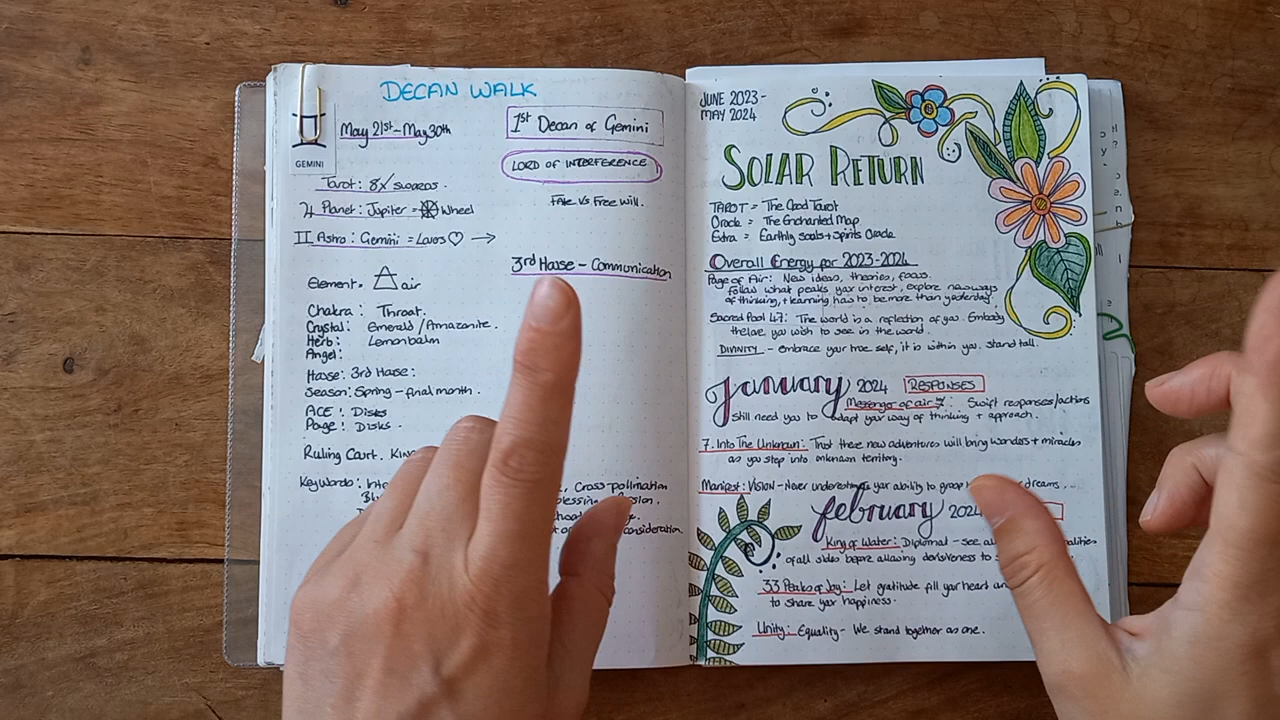 DECAN WALK
GEMINI
May 21st - May 30th
1st Decan of Gemini
LORD OF INTERFERENCE
Fate Vs Free will.
Tarot: 8 x swords.
♃ Planet: Jupiter = Wheel
II Astro: Gemini = Lovers ♡ →
3rd House - Communication
Element: △ air
Chakra: Throat.
Crystal: Emerald / Amazonite.
Herb: Lemonbalm
Angel:
House: 3rd House:
Season: Spring - final month.
ACE: Disks
Page: Disks.
Ruling Court.
Keywords:
Cross pollination
consideration.
JUNE 2023 -
MAY 2024
SOLAR RETURN
TAROT = The Good Tarot
Oracle = The Enchanted Map
Extra = Earthly Souls + Spirits Oracle
Overall Energy for 2023-2024
Page of Air: New ideas, theories, focus.
Follow what peaks your interest, explore new ways
of thinking, + learning how to be more than yesterday.
Sacred Pool 47: The world is a reflection of you. Embody
the love you wish to see in the world.
DIVINITY - embrace your true self, it is within you. Stand tall.
January 2024 RESPONSES
Messenger of air: Swift responses/actions
still need you to adapt your way of thinking + approach.
7. Into The Unknown: Trust these new adventures will bring wonders + miracles
as you step into unknown territory.
Manifest: VISION - Never underestimate your ability to dreams.
february 2024
King of Water: Diplomat - see
of all sides before allowing derisiveness to
33 Peaks of Joy: Let gratitude fill your heart
to share your happiness.
Unity: Equality - We stand together as one.